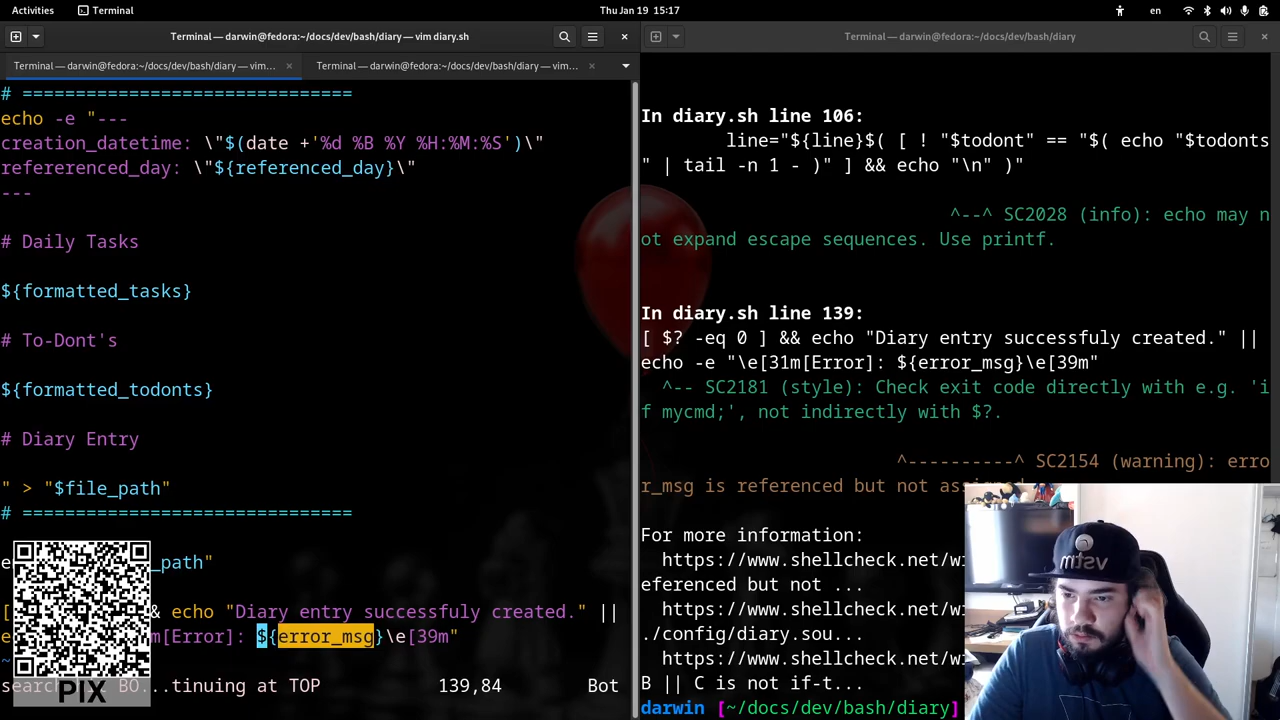 Activities
Terminal
Thu Jan 19 15:17
en
Terminal — darwin@fedora:~/docs/dev/bash/diary — vim diary.sh
Terminal — darwin@fedora:~/docs/dev/bash/diary
Terminal — darwin@fedora:~/docs/dev/bash/diary — vim...
Terminal — darwin@fedora:~/docs/dev/bash/diary — vim...
# ==============================
echo -e "---
creation_datetime: \"$(date +'%d %B %Y %H:%M:%S')\"
refererenced_day: \"${referenced_day}\"
---
# Daily Tasks
${formatted_tasks}
# To-Dont's
${formatted_todonts}
# Diary Entry
" > "$file_path"
# ==============================
e
_path"
[
& echo "Diary entry successfuly created." ||
e
m[Error]: ${error_msg}\e[39m"
~
searc
BO...tinuing at TOP
139,84
Bot
PIX
In diary.sh line 106:
line="${line}$( [ ! "$todont" == "$( echo "$todonts
" | tail -n 1 - )" ] && echo "\n" )"
^--^ SC2028 (info): echo may n
ot expand escape sequences. Use printf.
In diary.sh line 139:
[ $? -eq 0 ] && echo "Diary entry successfuly created." ||
echo -e "\e[31m[Error]: ${error_msg}\e[39m"
^-- SC2181 (style): Check exit code directly with e.g. 'i
f mycmd;', not indirectly with $?.
^----------^ SC2154 (warning): erro
r_msg is referenced but not
For more information:
https://www.shellcheck.net/wi
eferenced but not ...
https://www.shellcheck.net/wi
./config/diary.sou...
https://www.shellcheck.net/wi
B || C is not if-t...
darwin [~/docs/dev/bash/diary]